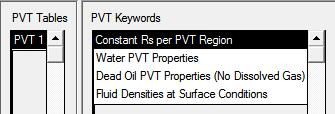 PVT Tables
PVT Keywords
PVT 1
Constant Rs per PVT Region
Water PVT Properties
Dead Oil PVT Properties (No Dissolved Gas)
Fluid Densities at Surface Conditions